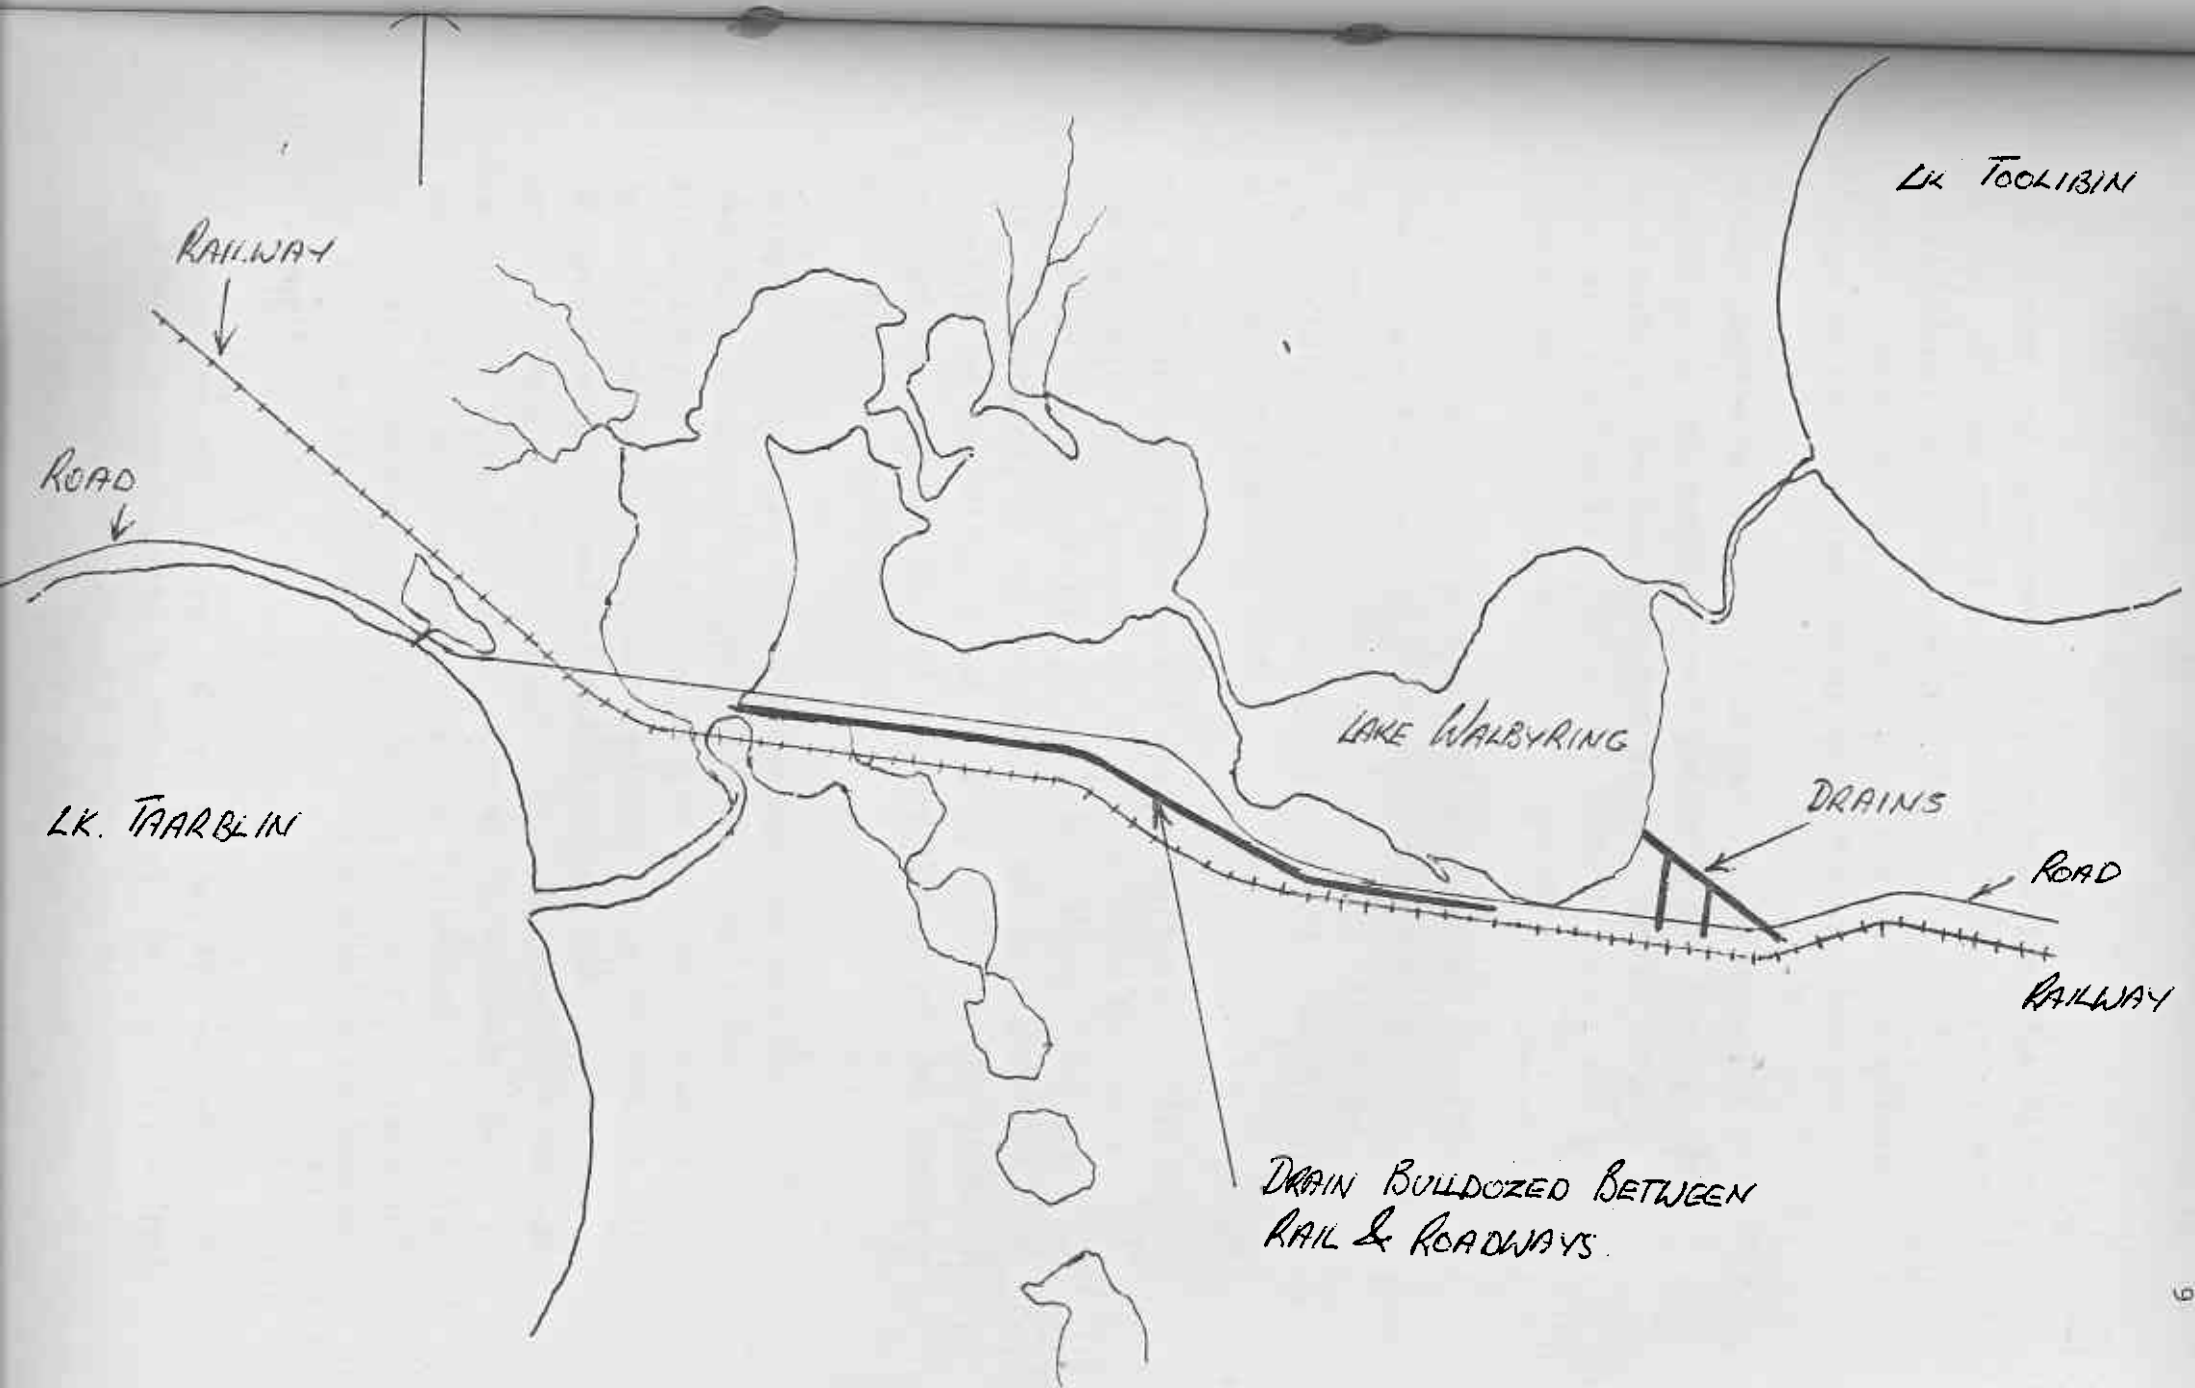 LK TOOLIBIN
RAILWAY
ROAD
LAKE WALBYRING
DRAINS
LK. TAARBLIN
ROAD
RAILWAY
DRAIN BULLDOZED BETWEEN
RAIL & ROADWAYS.
6